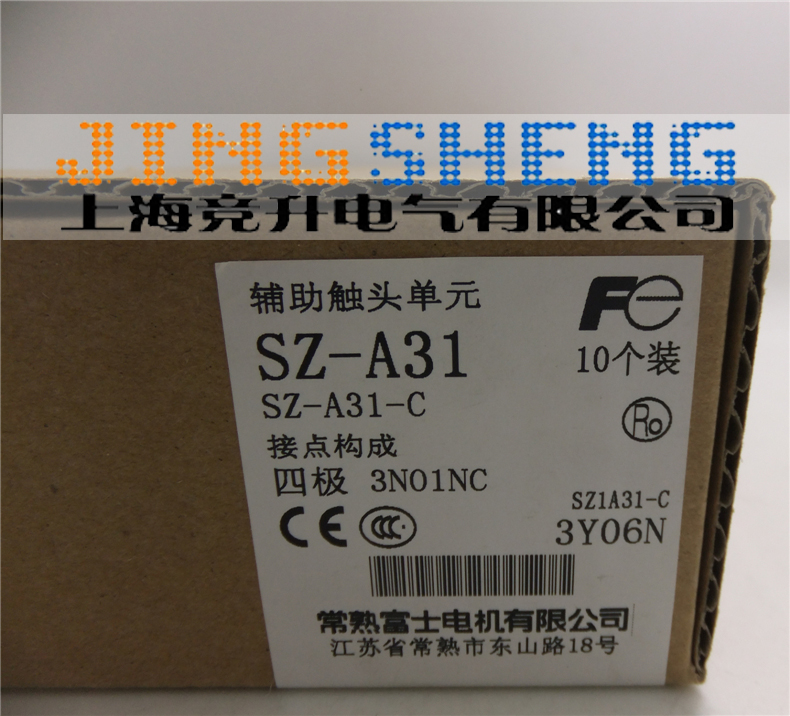 JINGSHENG
上海竞升电气有限公司
辅助触头单元
Fe
SZ-A31
10个装
SZ-A31-C
Ro
接点构成
四极 3NO1NC
SZ1A31-C
CE CCC
3Y06N
常熟富士电机有限公司
江苏省常熟市东山路18号